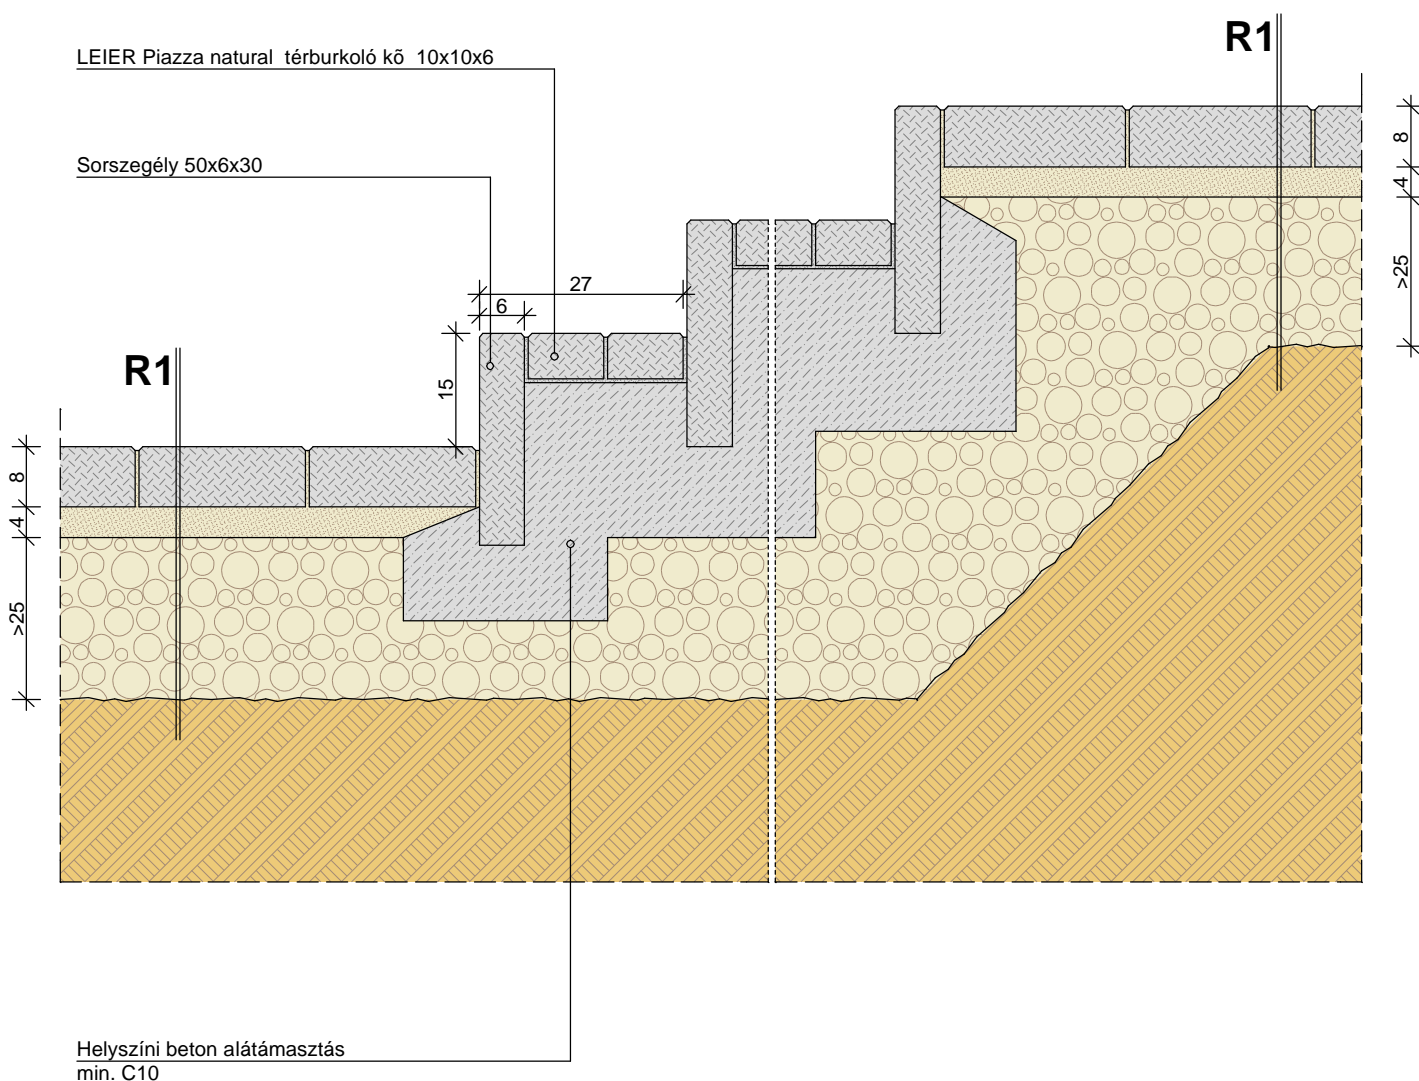 R1
LEIER Piazza natural térburkoló kõ 10x10x6
8
Sorszegély 50x6x30
4
>25
27
6
R1
15
8
4
>25
Helyszíni beton alátámasztás
min. C10